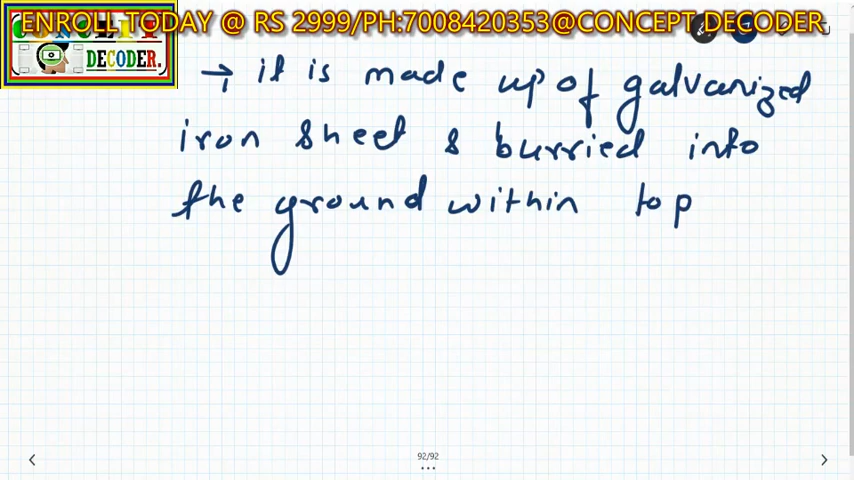 ENROLL TODAY @ RS 2999/PH:7008420353@CONCEPT DECODER
DECODER.
→ it is made up of galvanized
iron sheet & burried into
the ground within top
92/92